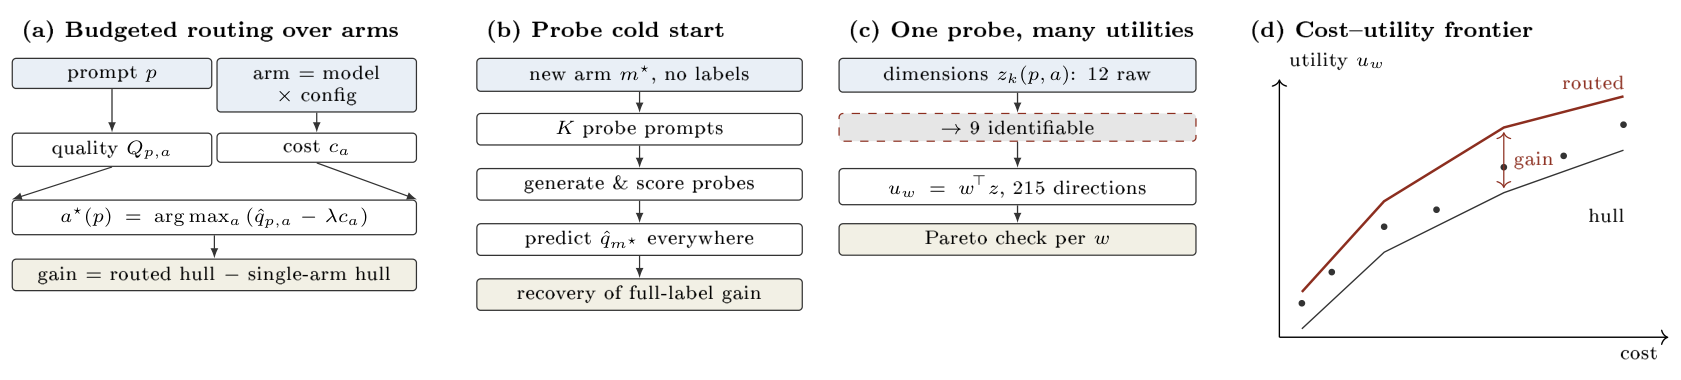 (a) Budgeted routing over arms
prompt p
arm = model
× config
quality Q_{p,a}
cost c_a
a^⋆(p) = arg max_a (q̂_{p,a} − λc_a)
gain = routed hull − single-arm hull
(b) Probe cold start
new arm m^⋆, no labels
K probe prompts
generate & score probes
predict q̂_{m^⋆} everywhere
recovery of full-label gain
(c) One probe, many utilities
dimensions z_k(p, a): 12 raw
→ 9 identifiable
u_w = w^⊤z, 215 directions
Pareto check per w
(d) Cost–utility frontier
utility u_w
routed
gain
hull
cost